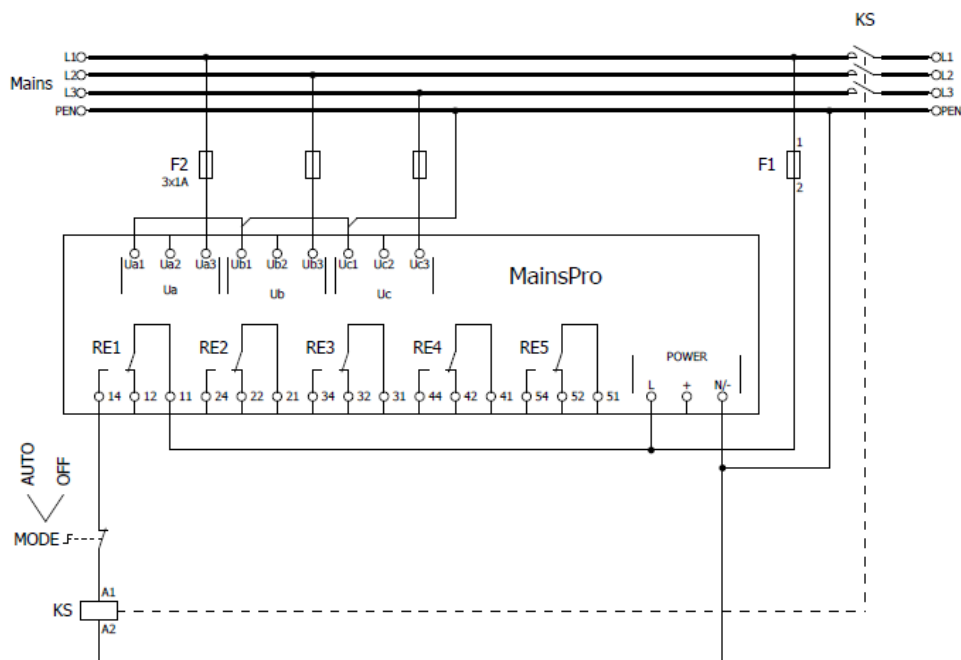 KS
L1 L1
L2 L2
Mains L3 L3
PEN PEN
F2 F1 1
3x1A 2
Ua1 Ua2 Ua3 Ub1 Ub2 Ub3 Uc1 Uc2 Uc3
Ua Ub Uc
MainsPro
RE1 RE2 RE3 RE4 RE5 POWER
L + N/-
14 12 11 24 22 21 34 32 31 44 42 41 54 52 51
AUTO OFF
MODE
A1
KS
A2